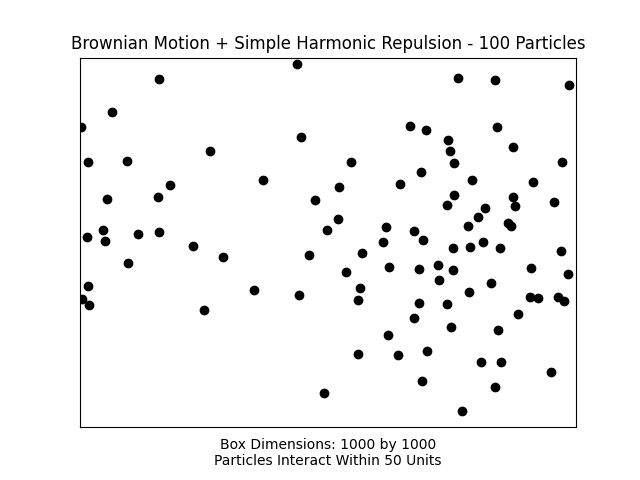 Brownian Motion + Simple Harmonic Repulsion - 100 Particles
Box Dimensions: 1000 by 1000
Particles Interact Within 50 Units